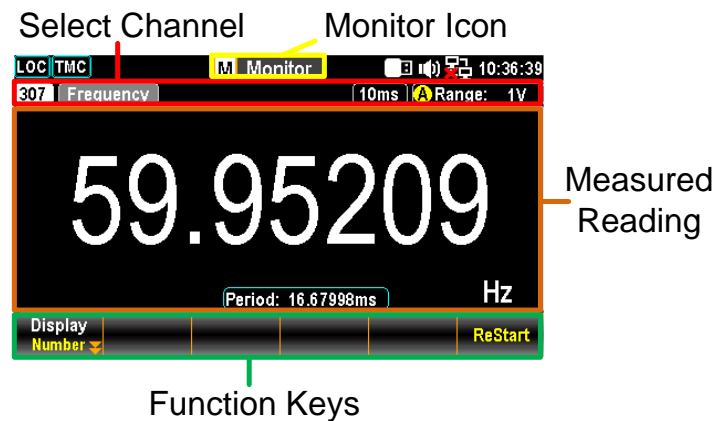 Select Channel Monitor Icon
LOC TMC M Monitor 10:36:39
307 Frequency 10ms A Range: 1V
59.95209
Measured
Reading
Period: 16.67998ms Hz
Display
Number ReStart
Function Keys